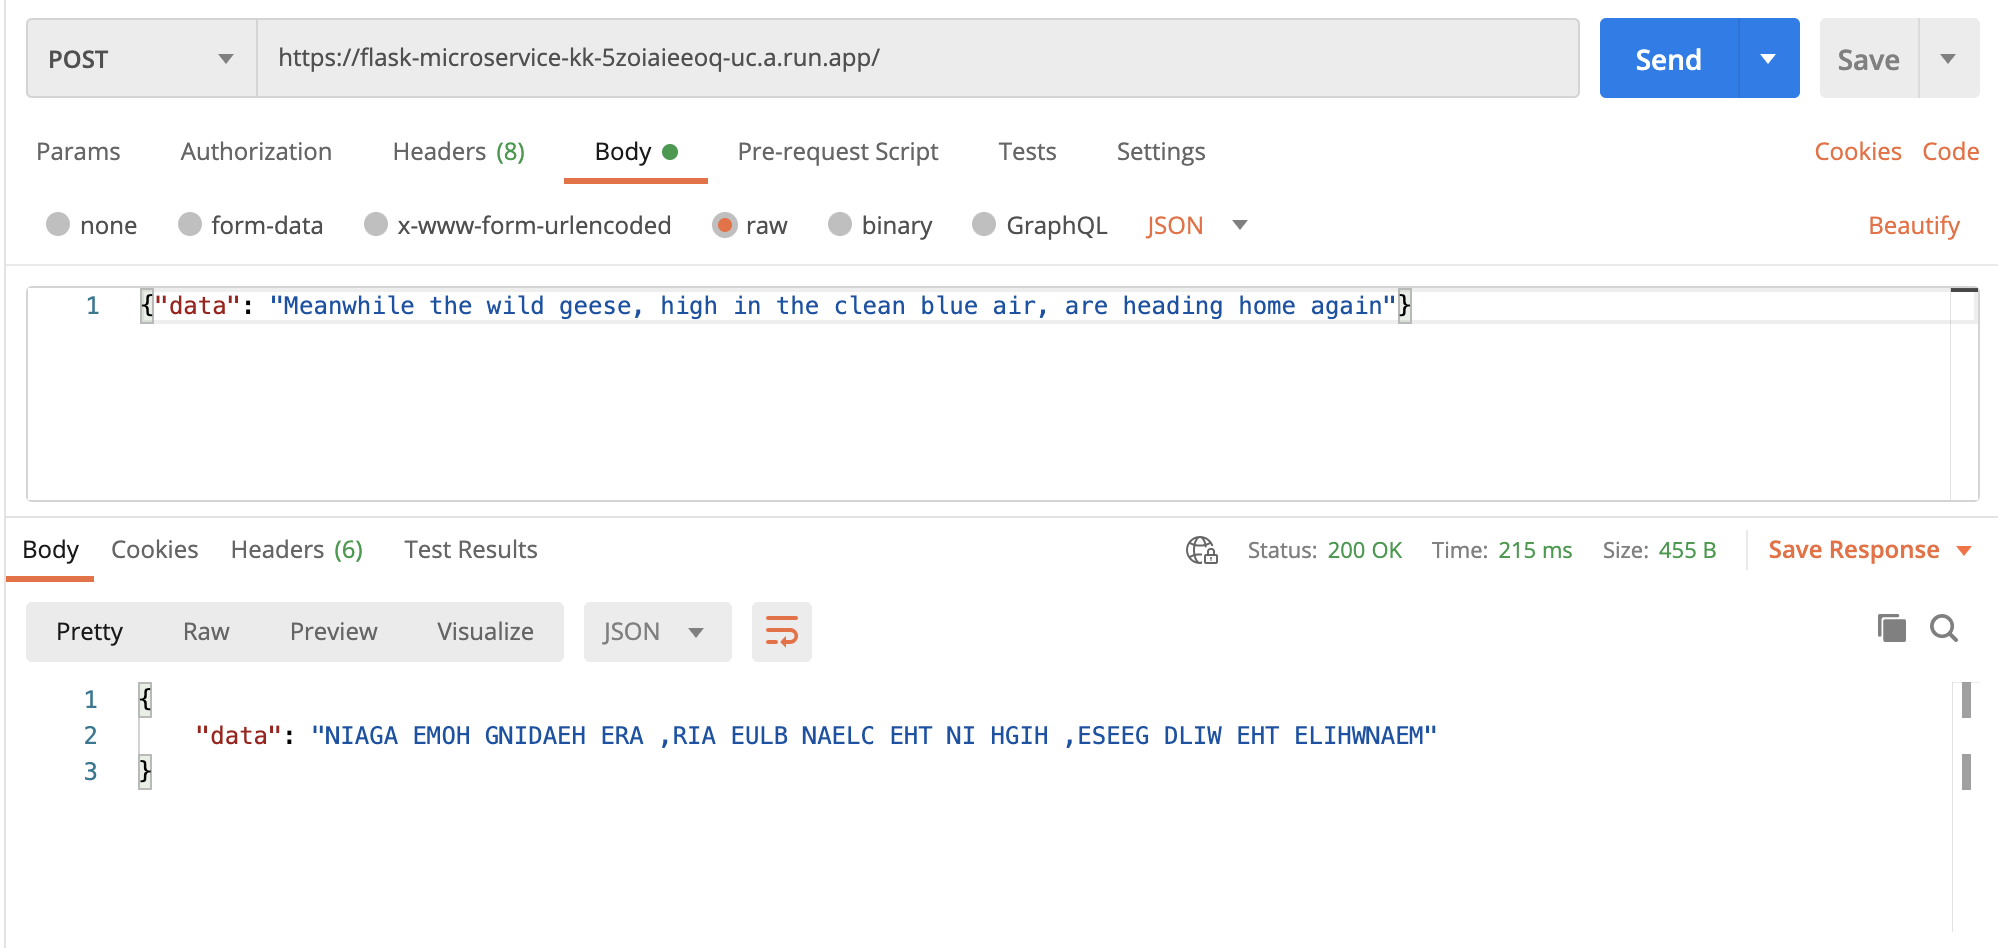 POST https://flask-microservice-kk-5zoiaieeoq-uc.a.run.app/ Send Save
Params Authorization Headers (8) Body Pre-request Script Tests Settings Cookies Code
none form-data x-www-form-urlencoded raw binary GraphQL JSON Beautify
1 {"data": "Meanwhile the wild geese, high in the clean blue air, are heading home again"}
Body Cookies Headers (6) Test Results Status: 200 OK Time: 215 ms Size: 455 B Save Response
Pretty Raw Preview Visualize JSON
1 {
2 "data": "NIAGA EMOH GNIDAEH ERA ,RIA EULB NAELC EHT NI HGIH ,ESEEG DLIW EHT ELIHWNAEM"
3 }